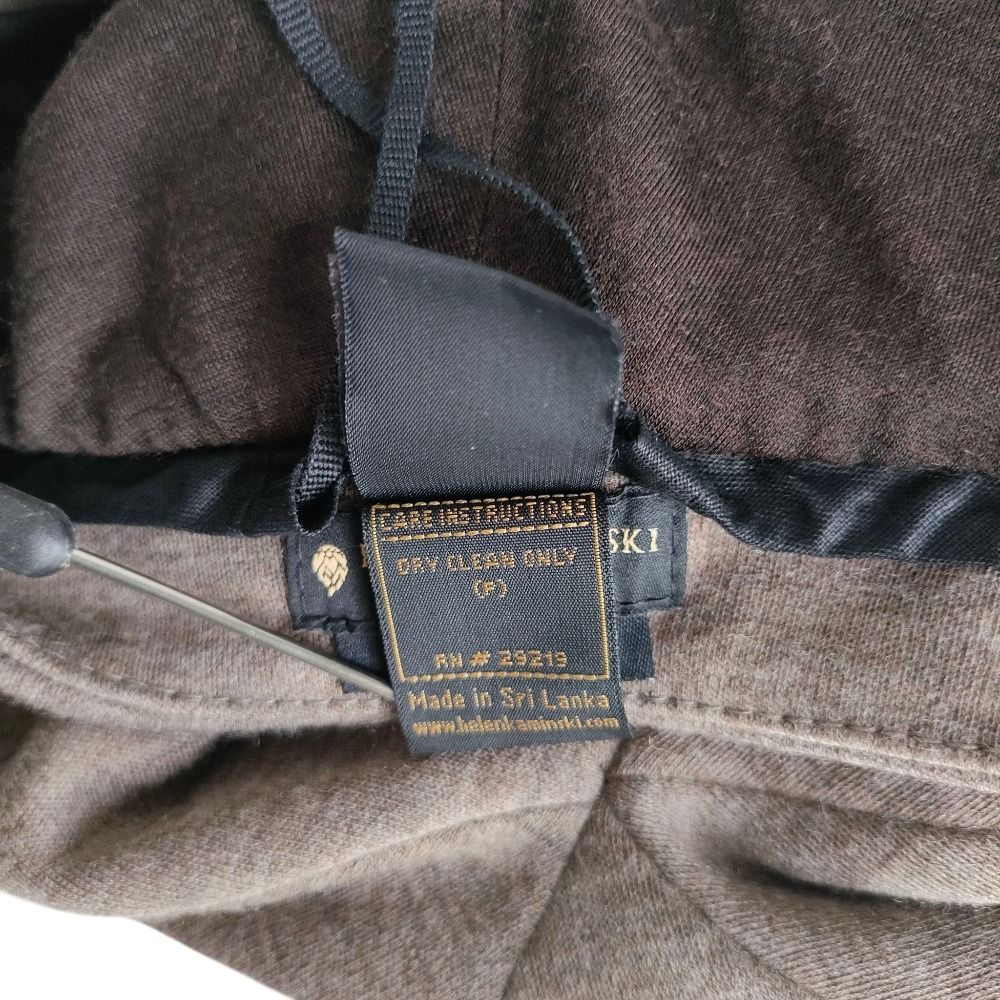 CARE INSTRUCTIONS
SKI
DRY CLEAN ONLY
(P)
RN # 29219
Made in Sri Lanka
www.helenkaminski.com